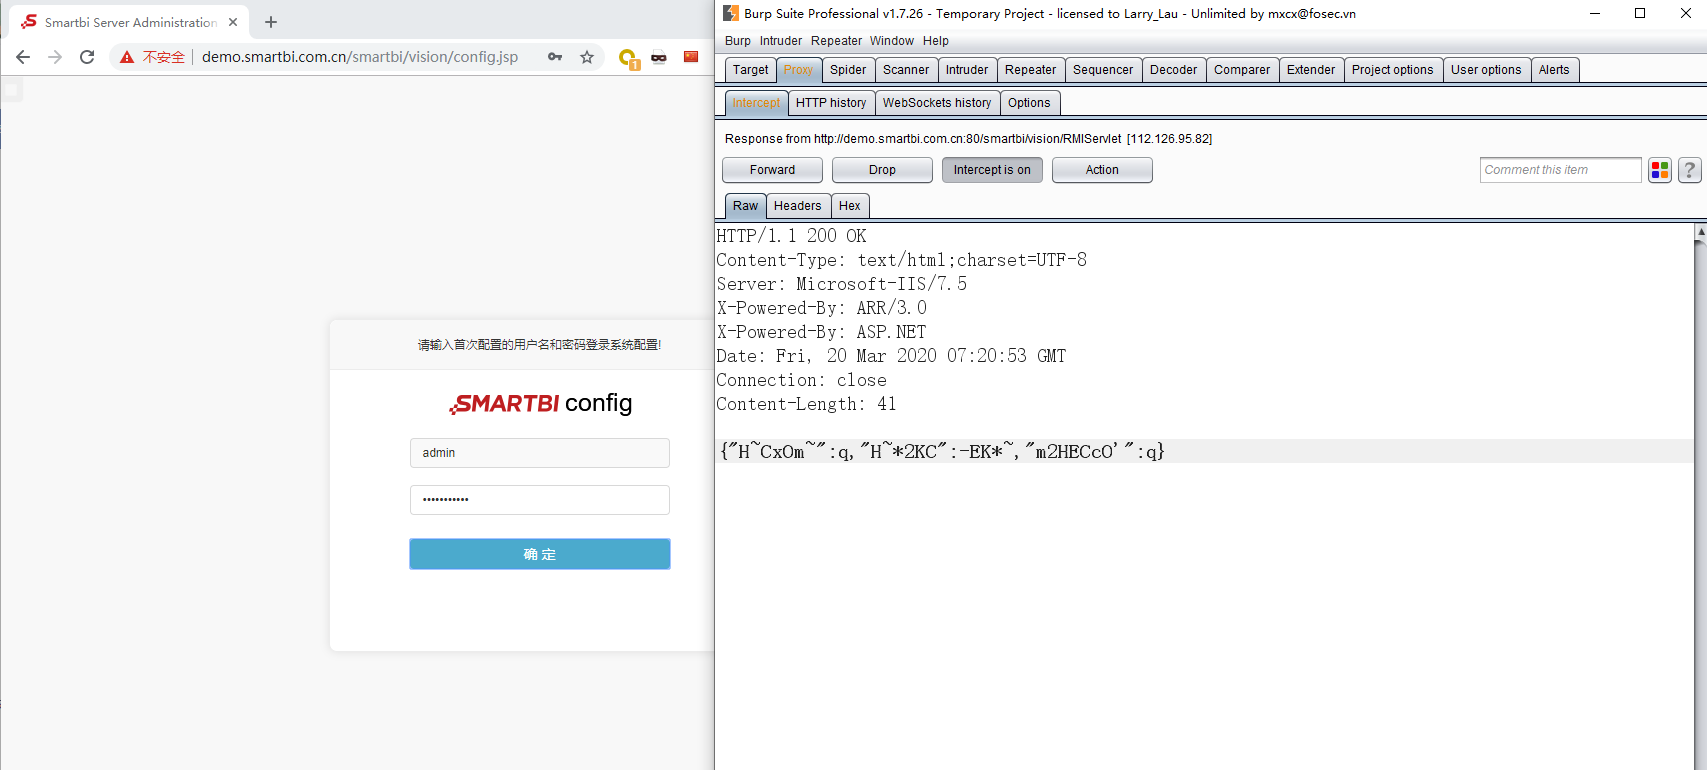 Smartbi Server Administration
不安全
demo.smartbi.com.cn/smartbi/vision/config.jsp
1
请输入首次配置的用户名和密码登录系统配置!
SMARTBI config
admin
•••••••••••
确 定
Burp Suite Professional v1.7.26 - Temporary Project - licensed to Larry_Lau - Unlimited by mxcx@fosec.vn
Burp Intruder Repeater Window Help
Target Proxy Spider Scanner Intruder Repeater Sequencer Decoder Comparer Extender Project options User options Alerts
Intercept HTTP history WebSockets history Options
Response from http://demo.smartbi.com.cn:80/smartbi/vision/RMIServlet [112.126.95.82]
Forward Drop Intercept is on Action Comment this item ?
Raw Headers Hex
HTTP/1.1 200 OK
Content-Type: text/html;charset=UTF-8
Server: Microsoft-IIS/7.5
X-Powered-By: ARR/3.0
X-Powered-By: ASP.NET
Date: Fri, 20 Mar 2020 07:20:53 GMT
Connection: close
Content-Length: 41
{"H~CxOm~":q,"H~*2KC":-EK*~,"m2HECcO'":q}